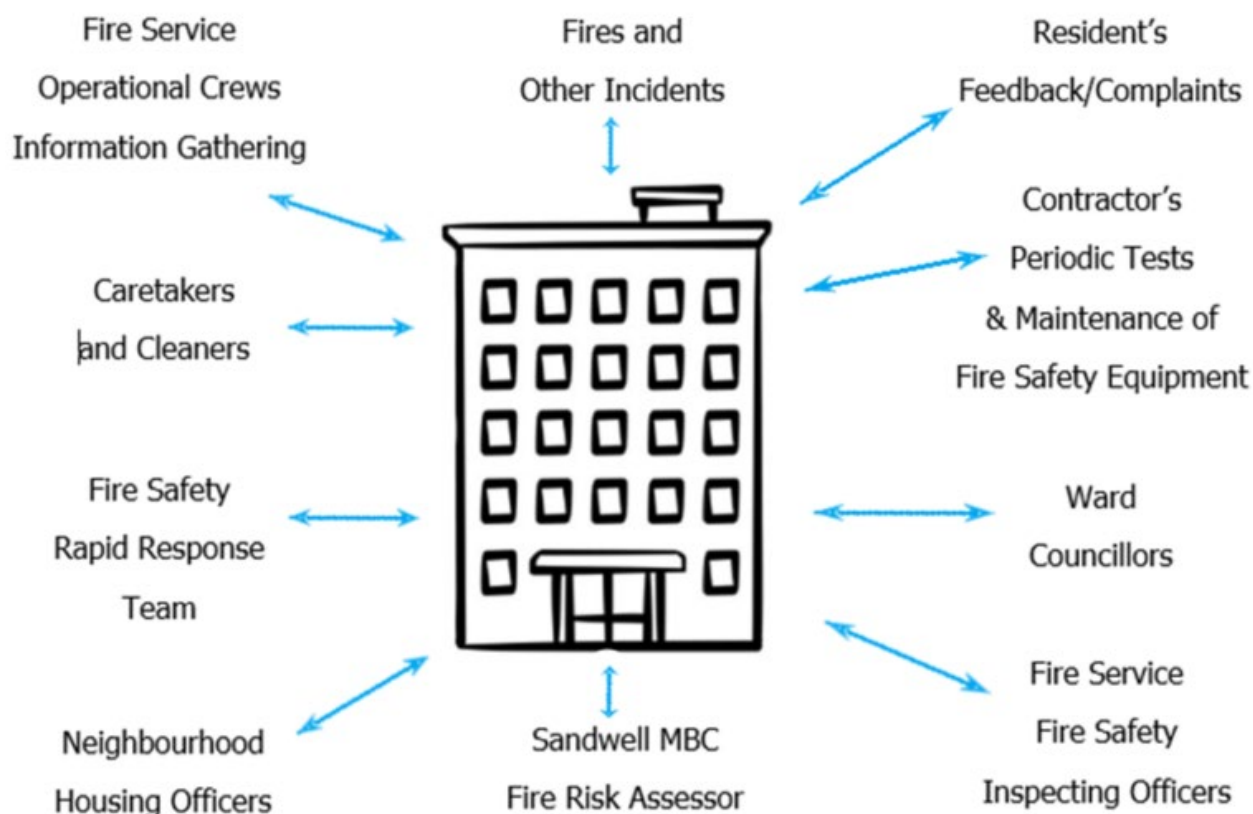 Fire Service
Operational Crews
Information Gathering
Fires and
Other Incidents
Resident's
Feedback/Complaints
Contractor's
Periodic Tests
& Maintenance of
Fire Safety Equipment
Caretakers
and Cleaners
Fire Safety
Rapid Response
Team
Ward
Councillors
Neighbourhood
Housing Officers
Sandwell MBC
Fire Risk Assessor
Fire Service
Fire Safety
Inspecting Officers